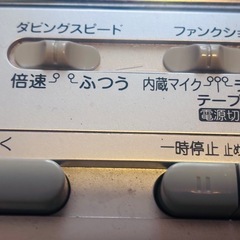 ダビングスピード ファンクショ
倍速 ふつう 内蔵マイク
テープ
電源切
く 一時停止 止め